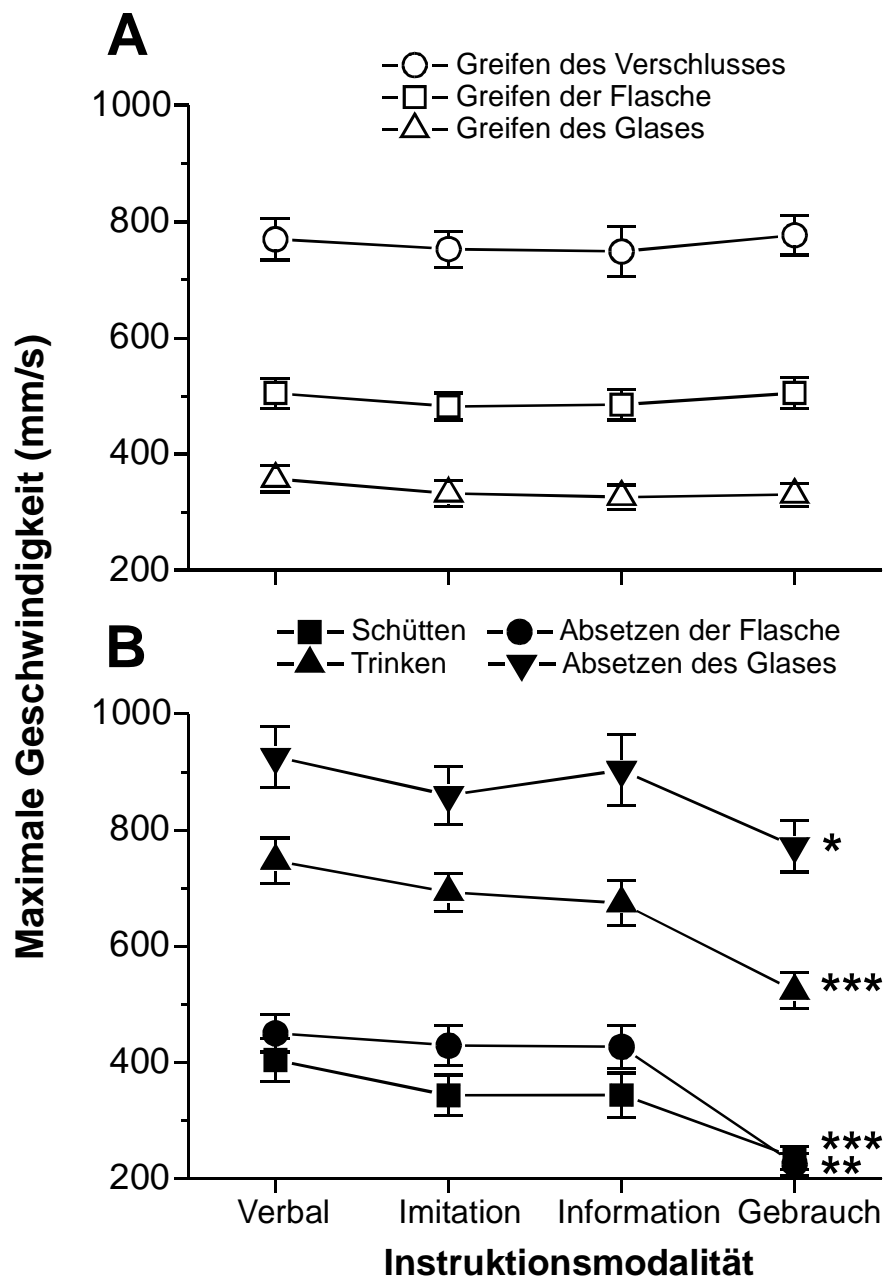 A
Greifen des Verschlusses
Greifen der Flasche
Greifen des Glases
1000
800
600
400
200
Maximale Geschwindigkeit (mm/s)
B
Schütten Absetzen der Flasche
Trinken Absetzen des Glases
1000
800
*
600
***
400
***
**
200
Verbal Imitation Information Gebrauch
Instruktionsmodalität